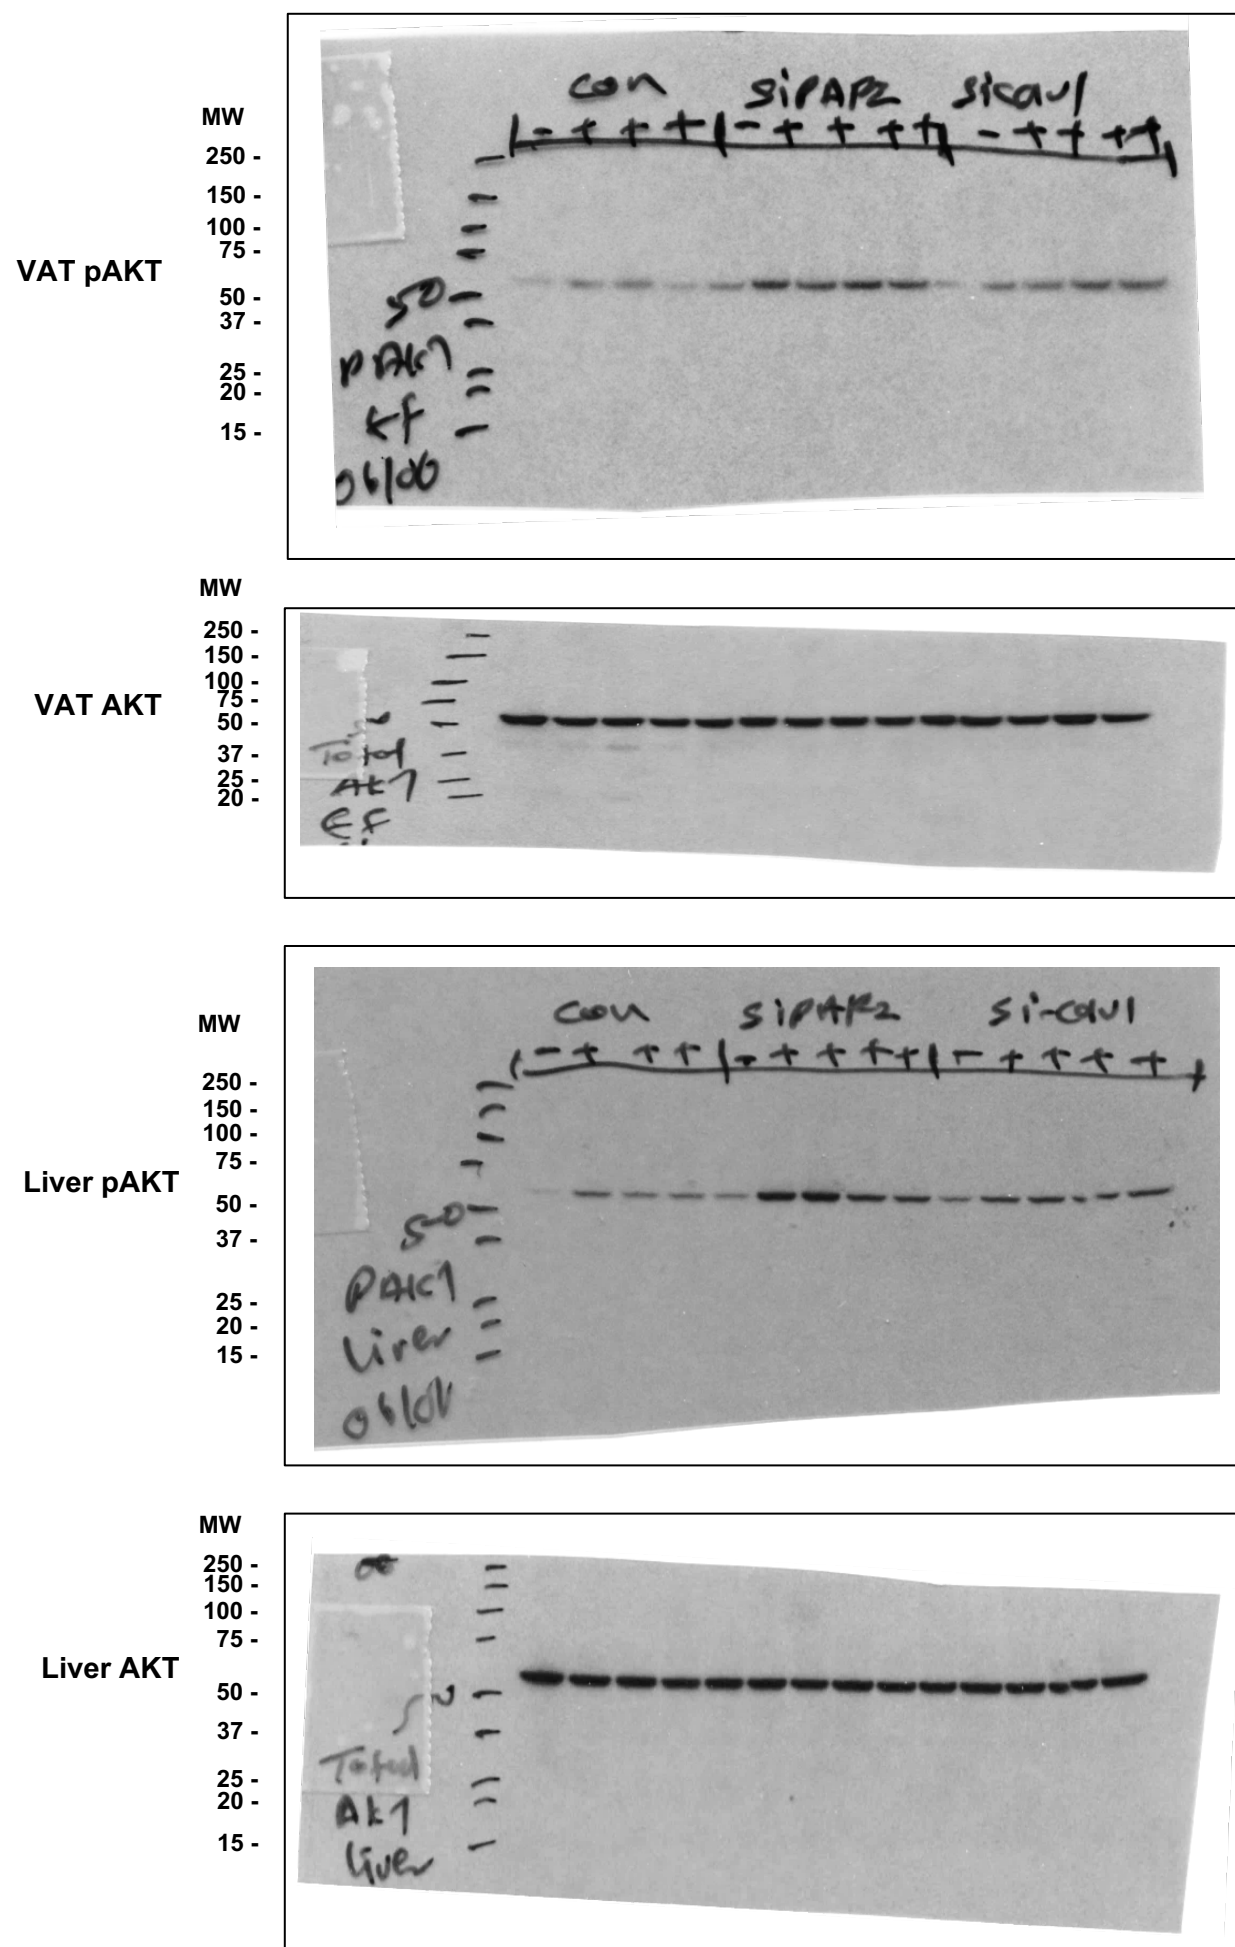 MW
con siPAR2 sicav1
- + + + - + + + + - + + + +
250 -
150 -
100 -
75 -
VAT pAKT
50 -
50
37 -
pAkT
25 -
20 -
15 -
MW
250 -
150 -
100 -
75 -
VAT AKT
50 -
37 -
Total
25 -
AkT
20 -
MW
con siPAR2 si-cav1
- + + + - + + + + - + + + +
250 -
150 -
100 -
75 -
Liver pAKT
50 -
50
37 -
PAkT
25 -
20 -
Liver
15 -
MW
250 -
150 -
100 -
75 -
Liver AKT
50 -
37 -
Total
25 -
20 -
AkT
15 -
liver